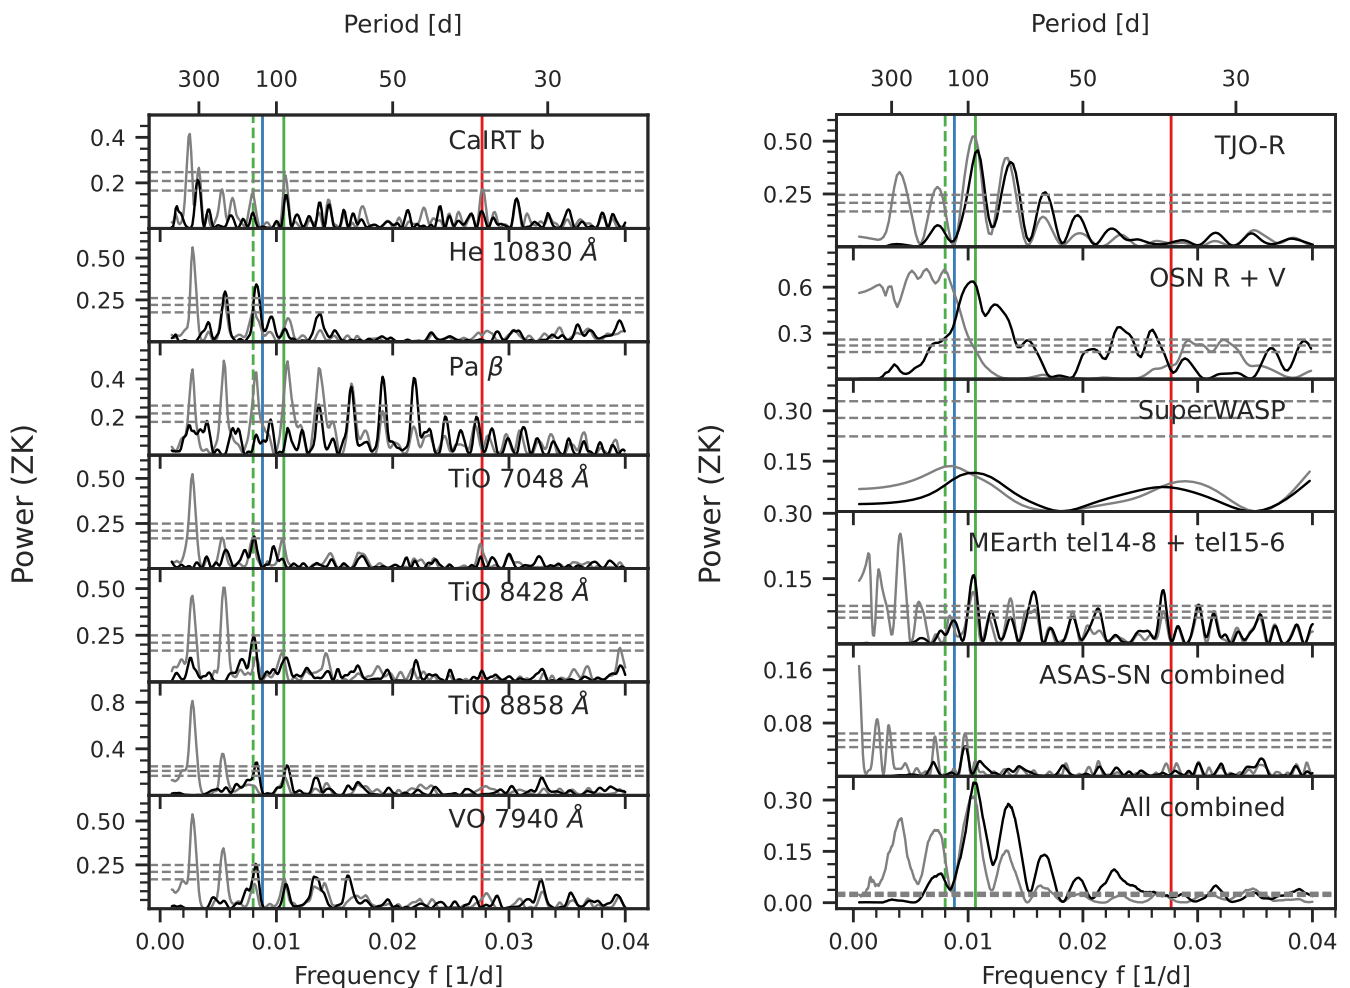 Period [d]
300 100 50 30
0.4
0.2
CaIRT b
0.50
0.25
He 10830 Å
0.4
0.2
Pa β
0.50
0.25
TiO 7048 Å
0.50
0.25
TiO 8428 Å
0.8
0.4
TiO 8858 Å
0.50
0.25
VO 7940 Å
0.00 0.01 0.02 0.03 0.04
Frequency f [1/d]
Power (ZK)
Period [d]
300 100 50 30
0.50
0.25
TJO-R
0.6
0.3
OSN R + V
0.30
0.15
SuperWASP
0.30
0.15
MEarth tel14-8 + tel15-6
0.16
0.08
ASAS-SN combined
0.30
0.15
0.00
All combined
0.00 0.01 0.02 0.03 0.04
Frequency f [1/d]
Power (ZK)